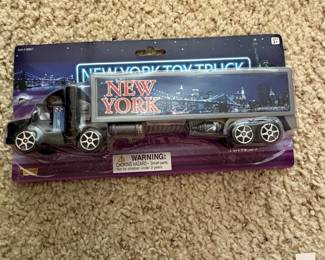 NEW YORK TOY TRUCK
NEW
YORK
WARNING:
CHOKING HAZARD - Small parts.
Not for children under 3 years.